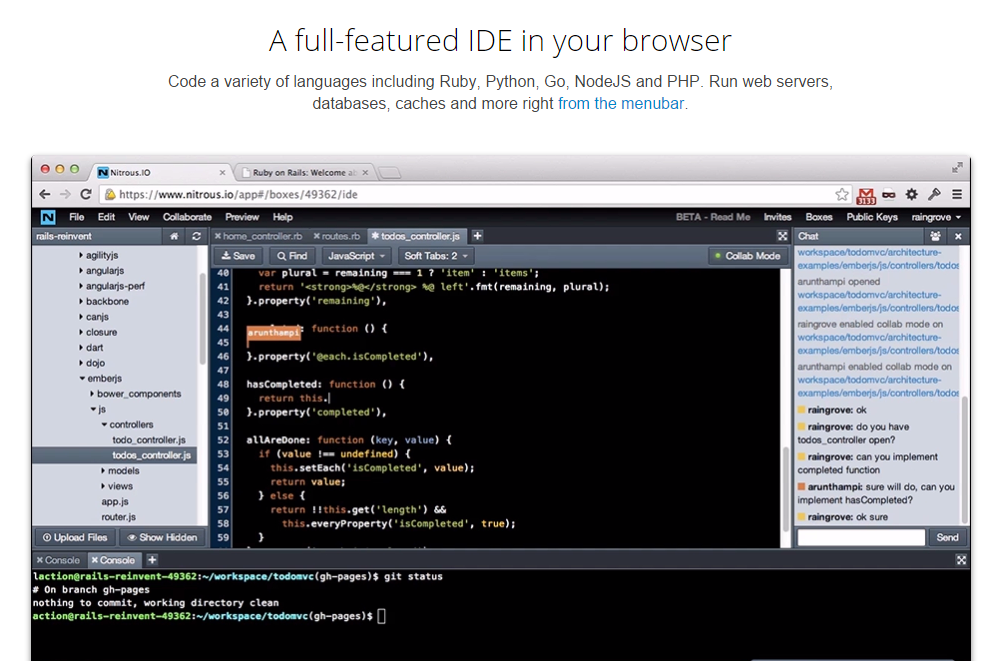 A full-featured IDE in your browser
Code a variety of languages including Ruby, Python, Go, NodeJS and PHP. Run web servers,
databases, caches and more right from the menubar.
Nitrous.IO
Ruby on Rails: Welcome
https://www.nitrous.io/app#/boxes/49362/ide
3133
N File Edit View Collaborate Preview Help BETA - Read Me Invites Boxes Public Keys raingrove
rails-reinvent
home_controller.rb routes.rb todos_controller.js
Chat
Save Find JavaScript Soft Tabs: 2 Collab Mode
agilityjs
angularjs
angularjs-perf
backbone
canjs
closure
dart
dojo
emberjs
bower_components
js
controllers
todo_controller.js
todos_controller.js
models
views
app.js
router.js
Upload Files Show Hidden
40 var plural = remaining === 1 ? 'item' : 'items';
41 return '<strong>%@</strong> %@ left'.fmt(remaining, plural);
42 }.property('remaining'),
43
44 : function () {
arunthampi
45
46 }.property('@each.isCompleted'),
47
48 hasCompleted: function () {
49 return this.
50 }.property('completed'),
51
52 allAreDone: function (key, value) {
53 if (value !== undefined) {
54 this.setEach('isCompleted', value);
55 return value;
56 } else {
57 return !!this.get('length') &&
58 this.everyProperty('isCompleted', true);
59 }
workspace/todomvc/architecture-
examples/emberjs/js/controllers/todos
arunthampi opened
workspace/todomvc/architecture-
examples/emberjs/js/controllers/todos
raingrove enabled collab mode on
workspace/todomvc/architecture-
examples/emberjs/js/controllers/todos
arunthampi enabled collab mode on
workspace/todomvc/architecture-
examples/emberjs/js/controllers/todos
raingrove: ok
raingrove: do you have
todos_controller open?
raingrove: can you implement
completed function
arunthampi: sure will do, can you
implement hasCompleted?
raingrove: ok sure
Send
Console Console
laction@rails-reinvent-49362:~/workspace/todomvc(gh-pages)$ git status
# On branch gh-pages
nothing to commit, working directory clean
action@rails-reinvent-49362:~/workspace/todomvc(gh-pages)$